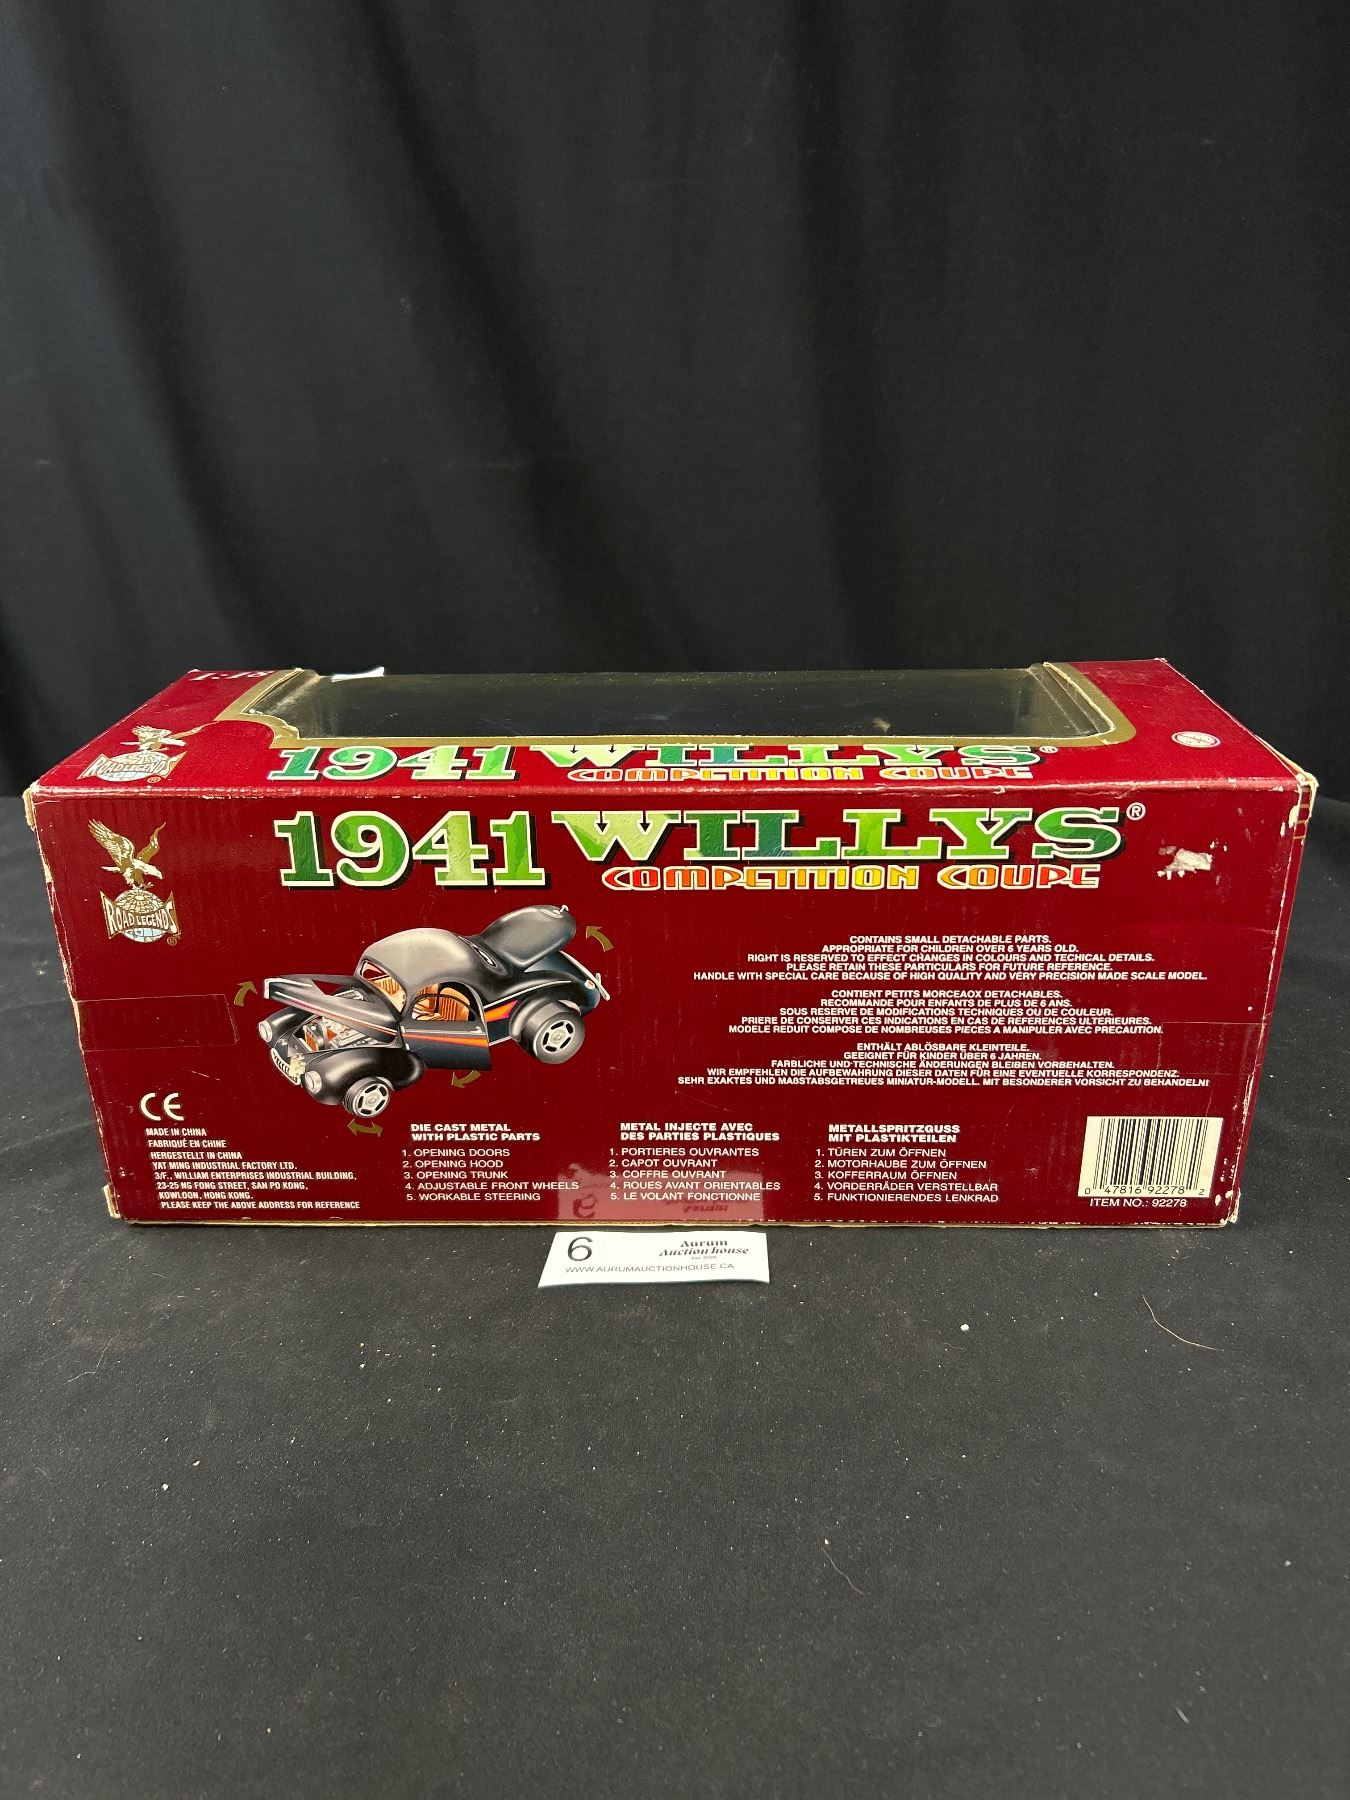 1:18
ROAD LEGENDS ®
1941 WILLYS ®
COMPETITION COUPE
1941 WILLYS ®
COMPETITION COUPE
ROAD LEGENDS ®
CONTAINS SMALL DETACHABLE PARTS.
APPROPRIATE FOR CHILDREN OVER 6 YEARS OLD.
RIGHT IS RESERVED TO EFFECT CHANGES IN COLOURS AND TECHICAL DETAILS.
PLEASE RETAIN THESE PARTICULARS FOR FUTURE REFERENCE.
HANDLE WITH SPECIAL CARE BECAUSE OF HIGH QUALITY AND VERY PRECISION MADE SCALE MODEL.
CONTIENT PETITS MORCEAOX DETACHABLES.
RECOMMANDE POUR ENFANTS DE PLUS DE 6 ANS.
SOUS RESERVE DE MODIFICATIONS TECHNIQUES OU DE COULEUR.
PRIERE DE CONSERVER CES INDICATIONS EN CAS DE REFERENCES ULTERIEURES.
MODELE REDUIT COMPOSE DE NOMBREUSES PIECES A MANIPULER AVEC PRECAUTION.
ENTHÄLT ABLÖSBARE KLEINTEILE.
GEEIGNET FÜR KINDER ÜBER 6 JAHREN.
FARBLICHE UND TECHNISCHE ÄNDERUNGEN BLEIBEN VORBEHALTEN.
WIR EMPFEHLEN DIE AUFBEWAHRUNG DIESER DATEN FÜR EINE EVENTUELLE KORRESPONDENZ.
SEHR EXAKTES UND MAßSTABSGETREUES MINIATUR-MODELL. MIT BESONDERER VORSICHT ZU BEHANDELN!
CE
MADE IN CHINA
FABRIQUÉ EN CHINE
HERGESTELLT IN CHINA
YAT MING INDUSTRIAL FACTORY LTD.
3/F., WILLIAM ENTERPRISES INDUSTRIAL BUILDING,
23-25 NG FONG STREET, SAN PO KONG,
KOWLOON, HONG KONG.
PLEASE KEEP THE ABOVE ADDRESS FOR REFERENCE
DIE CAST METAL
WITH PLASTIC PARTS
1. OPENING DOORS
2. OPENING HOOD
3. OPENING TRUNK
4. ADJUSTABLE FRONT WHEELS
5. WORKABLE STEERING
METAL INJECTE AVEC
DES PARTIES PLASTIQUES
1. PORTIERES OUVRANTES
2. CAPOT OUVRANT
3. COFFRE OUVRANT
4. ROUES AVANT ORIENTABLES
5. LE VOLANT FONCTIONNE
METALLSPRITZGUSS
MIT PLASTIKTEILEN
1. TÜREN ZUM ÖFFNEN
2. MOTORHAUBE ZUM ÖFFNEN
3. KOFFERRAUM ÖFFNEN
4. VORDERRÄDER VERSTELLBAR
5. FUNKTIONIERENDES LENKRAD
0 47816 92278 2
ITEM NO.: 92278
6
Aurum
Auction house
WWW.AURUMAUCTIONHOUSE.CA